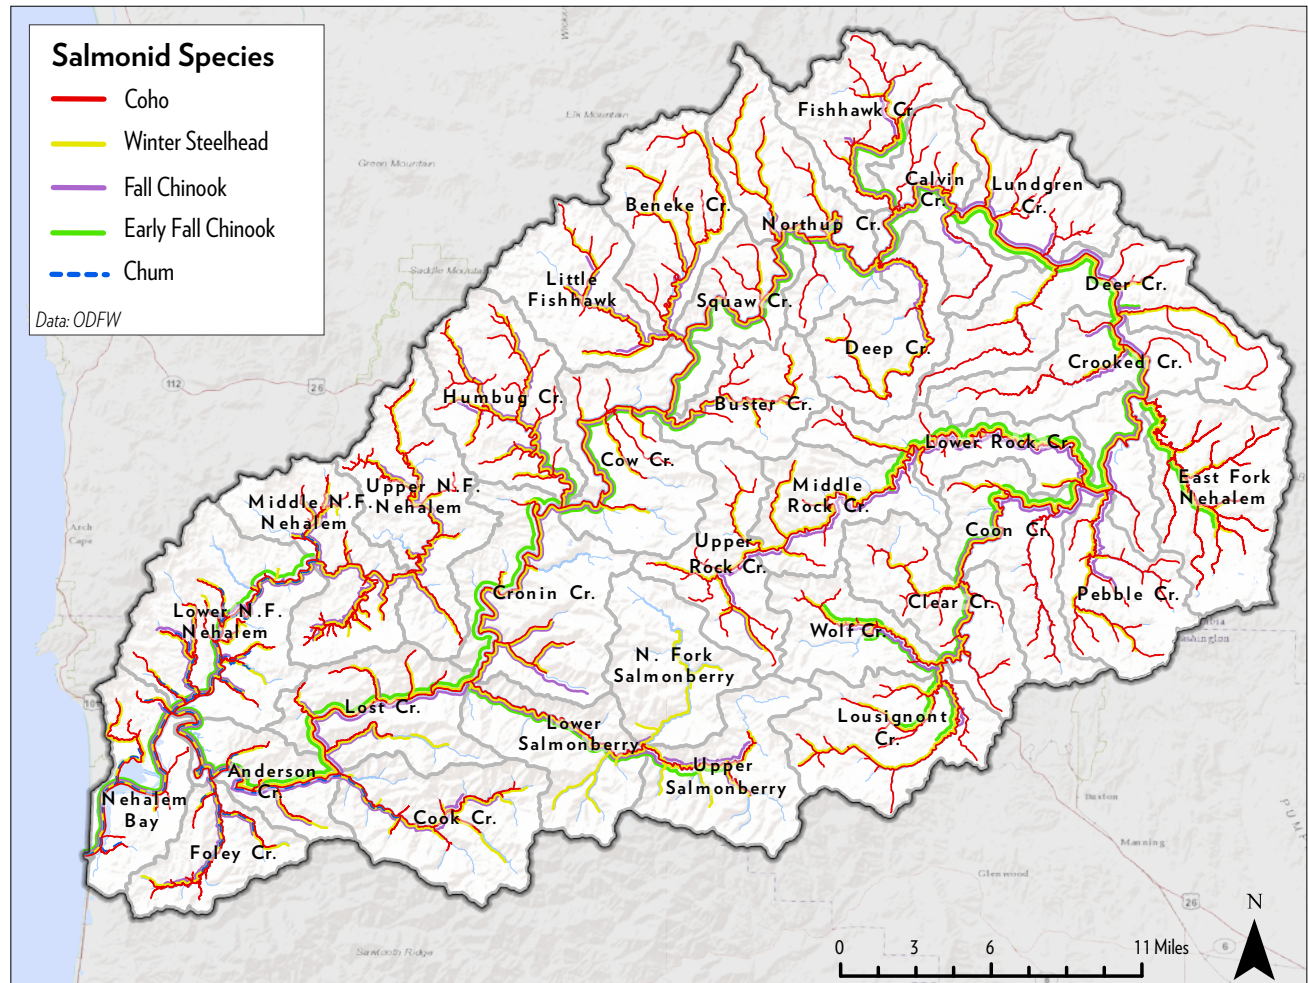 Salmonid Species
Coho
Winter Steelhead
Fall Chinook
Early Fall Chinook
Chum
Data: ODFW
Elk Mountain
Green Mountain
Saddle Mountain
112
26
Arch
Cape
Fishhawk Cr.
Calvin
Cr.
Lundgren
Cr.
Beneke Cr.
Northup Cr.
Little
Fishhawk
Squaw Cr.
Deer Cr.
Deep Cr.
Crooked Cr.
Humbug Cr.
Buster Cr.
Lower Rock Cr.
Cow Cr.
East Fork
Nehalem
Upper N.F.
Nehalem
Middle N.F.
Nehalem
Middle
Rock Cr.
Coon Cr.
Upper
Rock Cr.
Cronin Cr.
Pebble Cr.
Clear Cr.
Lower N.F.
Nehalem
Wolf Cr.
N. Fork
Salmonberry
Lost Cr.
Lower
Salmonberry
Lousignont
Cr.
Upper
Salmonberry
Anderson
Cr.
Nehalem
Bay
Cook Cr.
Foley Cr.
Buxton
Manning
Glenwood
26
6
Sawtooth Ridge
N
0 3 6 11 Miles